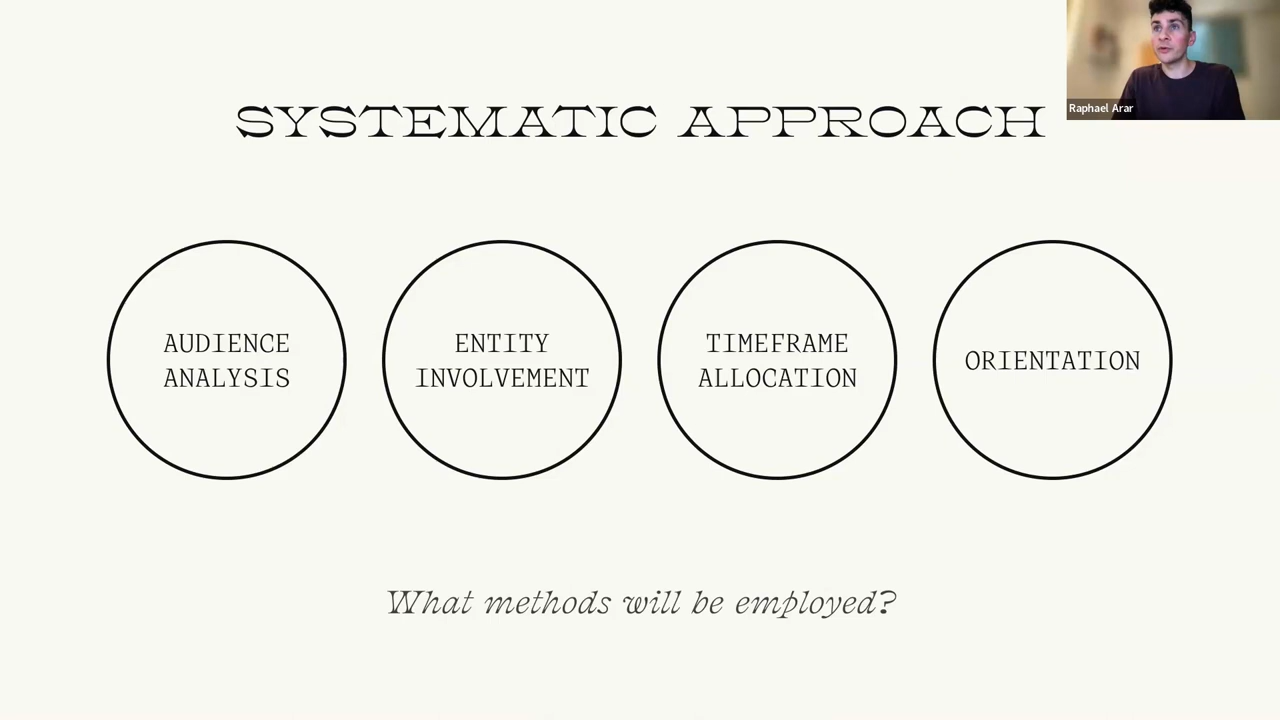 SYSTEMATIC APPROACH
Raphael Arar
AUDIENCE
ANALYSIS
ENTITY
INVOLVEMENT
TIMEFRAME
ALLOCATION
ORIENTATION
What methods will be employed?